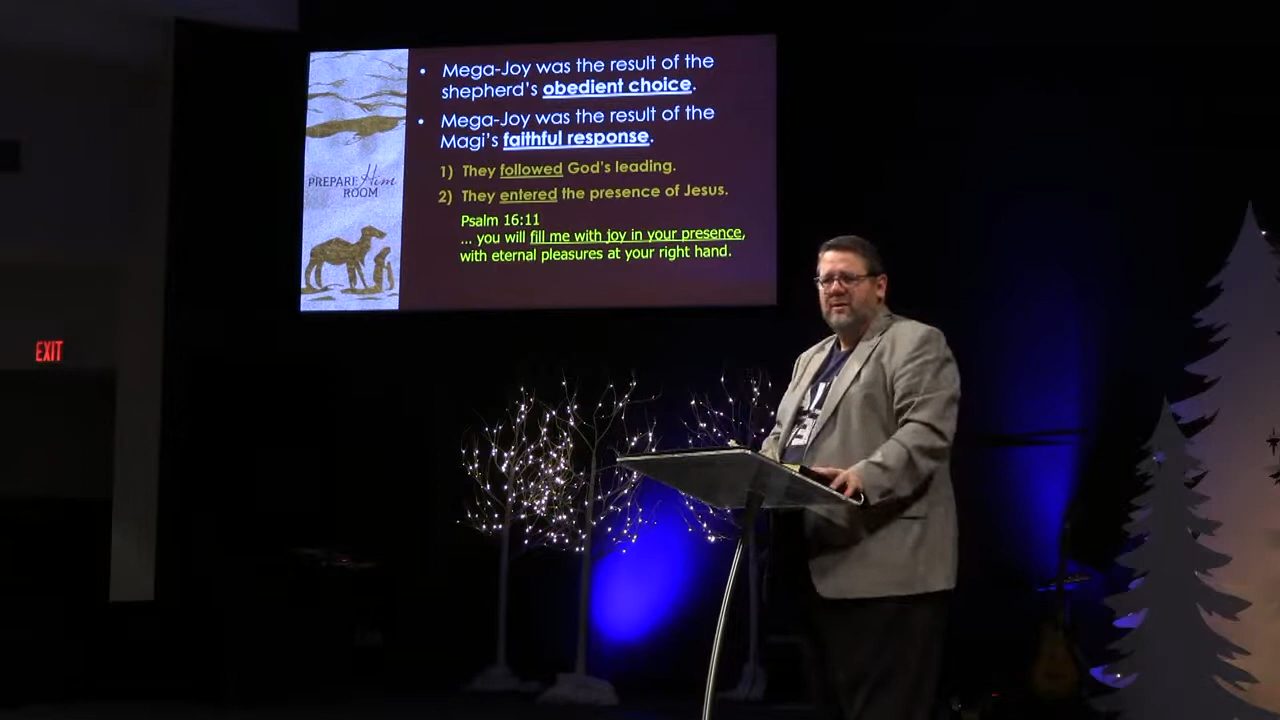 • Mega-Joy was the result of the
shepherd's obedient choice.
• Mega-Joy was the result of the
Magi's faithful response.
1) They followed God's leading.
2) They entered the presence of Jesus.
Psalm 16:11
... you will fill me with joy in your presence,
with eternal pleasures at your right hand.
PREPARE Him
ROOM
EXIT